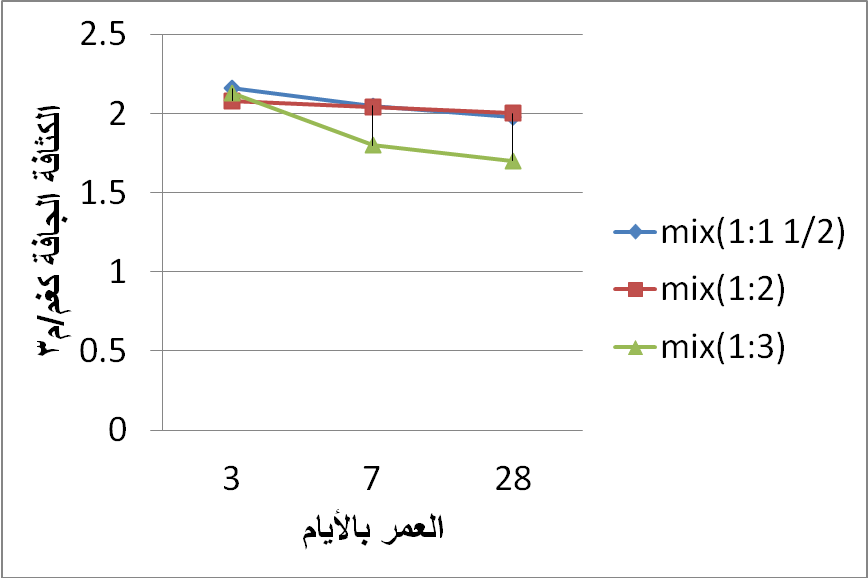 2.5
2
1.5
1
0.5
0
الكثافة الجافة كغم/م٣
3 7 28
العمر بالأيام
mix(1:1 1/2)
mix(1:2)
mix(1:3)